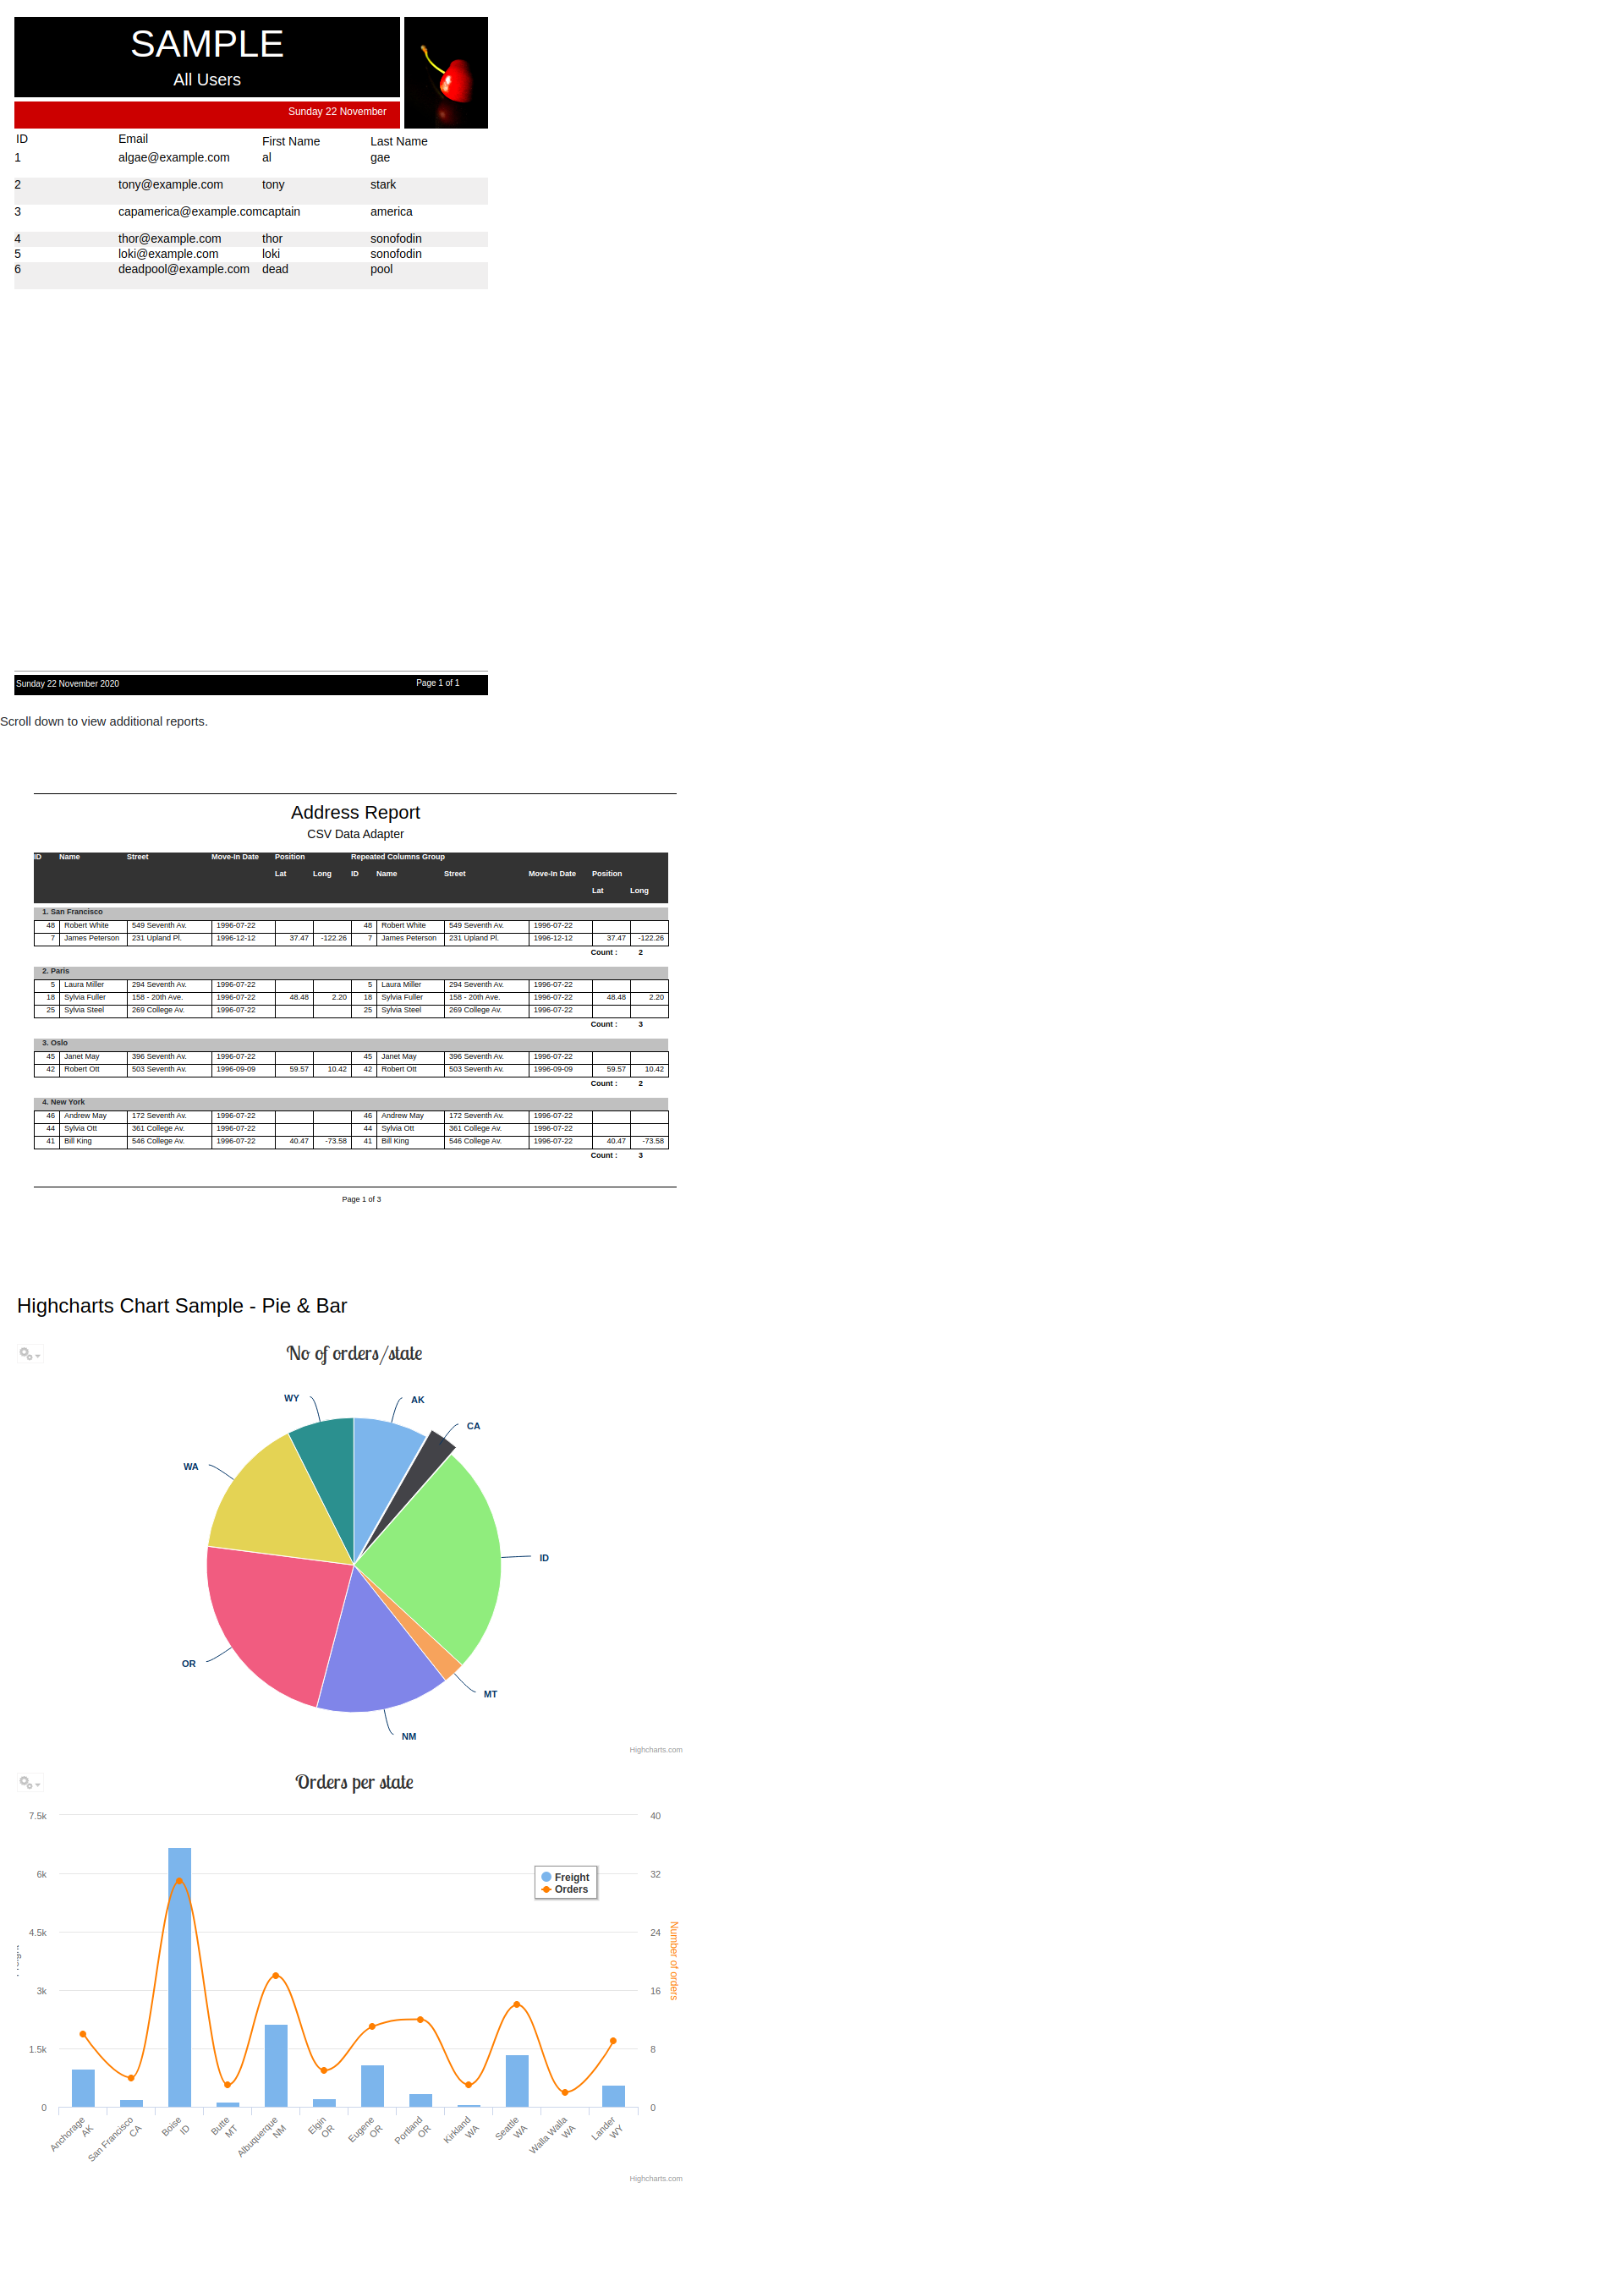 SAMPLE
All Users
Sunday 22 November
ID Email First Name Last Name
1 algae@example.com al gae
2 tony@example.com tony stark
3 capamerica@example.comcaptain america
4 thor@example.com thor sonofodin
5 loki@example.com loki sonofodin
6 deadpool@example.com dead pool
Sunday 22 November 2020 Page 1 of 1
Scroll down to view additional reports.
Address Report
CSV Data Adapter
ID Name Street Move-In Date Position Repeated Columns Group
Lat Long ID Name Street Move-In Date Position
Lat Long
1. San Francisco
48 Robert White 549 Seventh Av. 1996-07-22 48 Robert White 549 Seventh Av. 1996-07-22
7 James Peterson 231 Upland Pl. 1996-12-12 37.47 -122.26 7 James Peterson 231 Upland Pl. 1996-12-12 37.47 -122.26
Count : 2
2. Paris
5 Laura Miller 294 Seventh Av. 1996-07-22 5 Laura Miller 294 Seventh Av. 1996-07-22
18 Sylvia Fuller 158 - 20th Ave. 1996-07-22 48.48 2.20 18 Sylvia Fuller 158 - 20th Ave. 1996-07-22 48.48 2.20
25 Sylvia Steel 269 College Av. 1996-07-22 25 Sylvia Steel 269 College Av. 1996-07-22
Count : 3
3. Oslo
45 Janet May 396 Seventh Av. 1996-07-22 45 Janet May 396 Seventh Av. 1996-07-22
42 Robert Ott 503 Seventh Av. 1996-09-09 59.57 10.42 42 Robert Ott 503 Seventh Av. 1996-09-09 59.57 10.42
Count : 2
4. New York
46 Andrew May 172 Seventh Av. 1996-07-22 46 Andrew May 172 Seventh Av. 1996-07-22
44 Sylvia Ott 361 College Av. 1996-07-22 44 Sylvia Ott 361 College Av. 1996-07-22
41 Bill King 546 College Av. 1996-07-22 40.47 -73.58 41 Bill King 546 College Av. 1996-07-22 40.47 -73.58
Count : 3
Page 1 of 3
Highcharts Chart Sample - Pie & Bar
No of orders/state
WY
AK
CA
WA
ID
OR
MT
NM
Highcharts.com
Orders per state
7.5k 40
6k 32
Freight
Orders
4.5k 24
Number of orders
3k 16
1.5k 8
0 0
Anchorage AK
San Francisco CA
Boise ID
Butte MT
Albuquerque NM
Elgin OR
Eugene OR
Portland OR
Kirkland WA
Seattle WA
Walla Walla WA
Lander WY
Highcharts.com